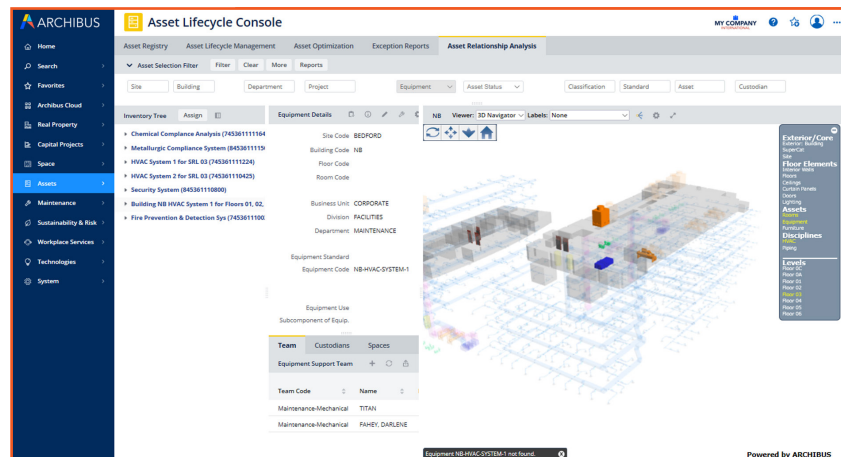 ARCHIBUS
Asset Lifecycle Console
MY COMPANY
INTERNATIONAL
Home
Search
Favorites
Archibus Cloud
Real Property
Capital Projects
Space
Assets
Maintenance
Sustainability & Risk
Workplace Services
Technologies
System
Asset Registry Asset Lifecycle Management Asset Optimization Exception Reports Asset Relationship Analysis
Asset Selection Filter Filter Clear More Reports
Site Building Department Project Equipment Asset Status Classification Standard Asset Custodian
Inventory Tree Assign
Chemical Complance Analysis (745361111164
Metallurgic Compliance System (845361115
HVAC System 1 for SRL 03 (745361111224)
HVAC System 2 for SRL 03 (745361110425)
Security System (845361110800)
Building NB HVAC System 1 for Floors 01, 02,
Fire Prevention & Detection Sys (7453611100
Equipment Details
Site Code BEDFORD
Building Code NB
Floor Code
Room Code
Business Unit CORPORATE
Division FACILITIES
Department MAINTENANCE
Equipment Standard
Equipment Code NB-HVAC-SYSTEM-1
Equipment Use
Subcomponent of Equip.
Team Custodians Spaces
Equipment Support Team
Team Code Name
Maintenance-Mechanical TITAN
Maintenance-Mechanical FAHEY, DARLENE
NB Viewer: 3D Navigator Labels: None
Exterior/Core
Exterior: Building
SuperCat
Site
Floor Elements
Interior Walls
Floors
Ceilings
Curtain Panels
Doors
Lighting
Assets
Rooms
Equipment
Furniture
Disciplines
HVAC
Piping
Levels
Floor 0C
Floor 0A
Floor 01
Floor 02
Floor 03
Floor 04
Floor 05
Floor 06
Equipment NB-HVAC-SYSTEM-1 not found.
Powered by ARCHIBUS